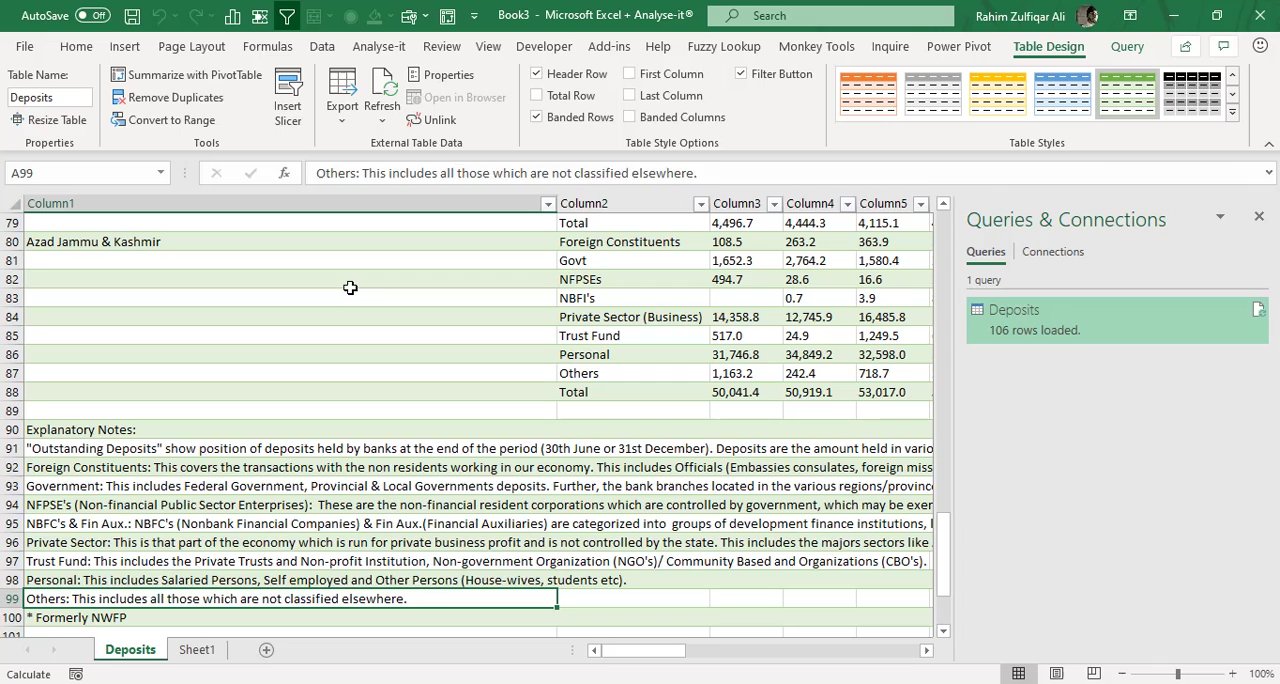 AutoSave Off Book3 - Microsoft Excel + Analyse-it® Search Rahim Zulfiqar Ali
File Home Insert Page Layout Formulas Data Analyse-it Review View Developer Add-ins Help Fuzzy Lookup Monkey Tools Inquire Power Pivot Table Design Query
Table Name: Summarize with PivotTable Properties Header Row First Column Filter Button
Deposits Remove Duplicates Insert Slicer Export Refresh Open in Browser Total Row Last Column
Resize Table Convert to Range Unlink Banded Rows Banded Columns
Properties Tools External Table Data Table Style Options Table Styles
A99 fx Others: This includes all those which are not classified elsewhere.
Column1 Column2 Column3 Column4 Column5
79 Total 4,496.7 4,444.3 4,115.1
80 Azad Jammu & Kashmir Foreign Constituents 108.5 263.2 363.9
81 Govt 1,652.3 2,764.2 1,580.4
82 NFPSEs 494.7 28.6 16.6
83 NBFI's 0.7 3.9
84 Private Sector (Business) 14,358.8 12,745.9 16,485.8
85 Trust Fund 517.0 24.9 1,249.5
86 Personal 31,746.8 34,849.2 32,598.0
87 Others 1,163.2 242.4 718.7
88 Total 50,041.4 50,919.1 53,017.0
89
90 Explanatory Notes:
91 "Outstanding Deposits" show position of deposits held by banks at the end of the period (30th June or 31st December). Deposits are the amount held in vario
92 Foreign Constituents: This covers the transactions with the non residents working in our economy. This includes Officials (Embassies consulates, foreign miss
93 Government: This includes Federal Government, Provincial & Local Governments deposits. Further, the bank branches located in the various regions/province
94 NFPSE's (Non-financial Public Sector Enterprises): These are the non-financial resident corporations which are controlled by government, which may be exer
95 NBFC's & Fin Aux.: NBFC's (Nonbank Financial Companies) & Fin Aux.(Financial Auxiliaries) are categorized into groups of development finance institutions, l
96 Private Sector: This is that part of the economy which is run for private business profit and is not controlled by the state. This includes the majors sectors like
97 Trust Fund: This includes the Private Trusts and Non-profit Institution, Non-government Organization (NGO's)/ Community Based and Organizations (CBO's).
98 Personal: This includes Salaried Persons, Self employed and Other Persons (House-wives, students etc).
99 Others: This includes all those which are not classified elsewhere.
100 * Formerly NWFP
101
Queries & Connections
Queries Connections
1 query
Deposits
106 rows loaded.
Deposits Sheet1
Calculate 100%